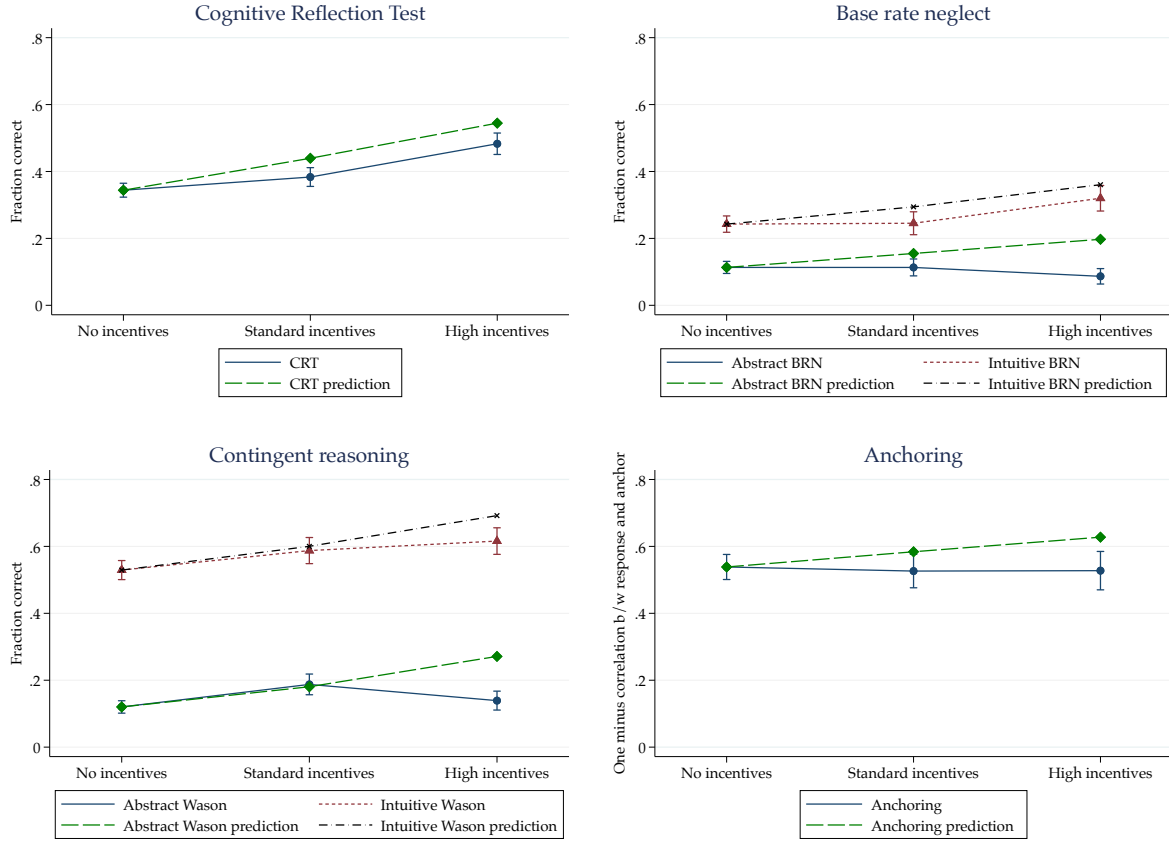 Cognitive Reflection Test
Fraction correct
.8
.6
.4
.2
0
No incentives Standard incentives High incentives
CRT
CRT prediction
Base rate neglect
Fraction correct
.8
.6
.4
.2
0
No incentives Standard incentives High incentives
Abstract BRN Intuitive BRN
Abstract BRN prediction Intuitive BRN prediction
Contingent reasoning
Fraction correct
.8
.6
.4
.2
0
No incentives Standard incentives High incentives
Abstract Wason Intuitive Wason
Abstract Wason prediction Intuitive Wason prediction
Anchoring
One minus correlation b/w response and anchor
.8
.6
.4
.2
0
No incentives Standard incentives High incentives
Anchoring
Anchoring prediction